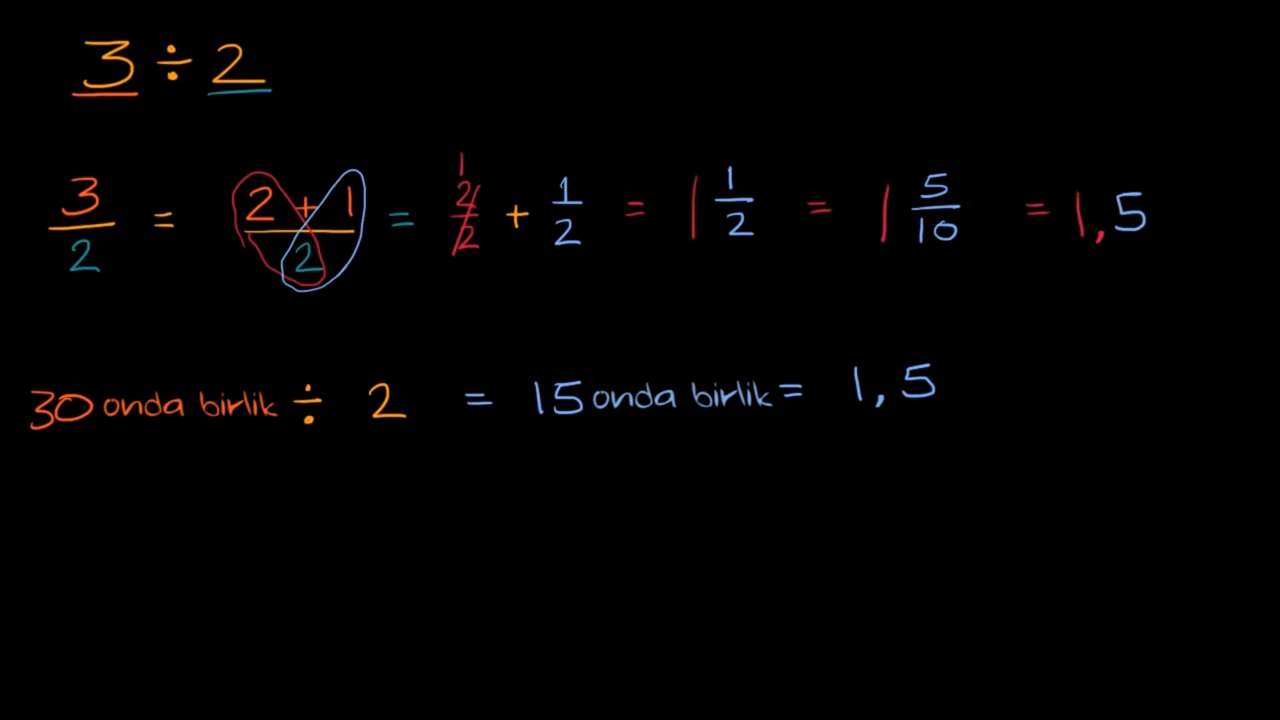 3 ÷ 2
3/2 = (2 + 1)/2 = 1 2/2 + 1/2 = 1 1/2 = 1 5/10 = 1,5
30 onda birlik ÷ 2 = 15 onda birlik = 1,5